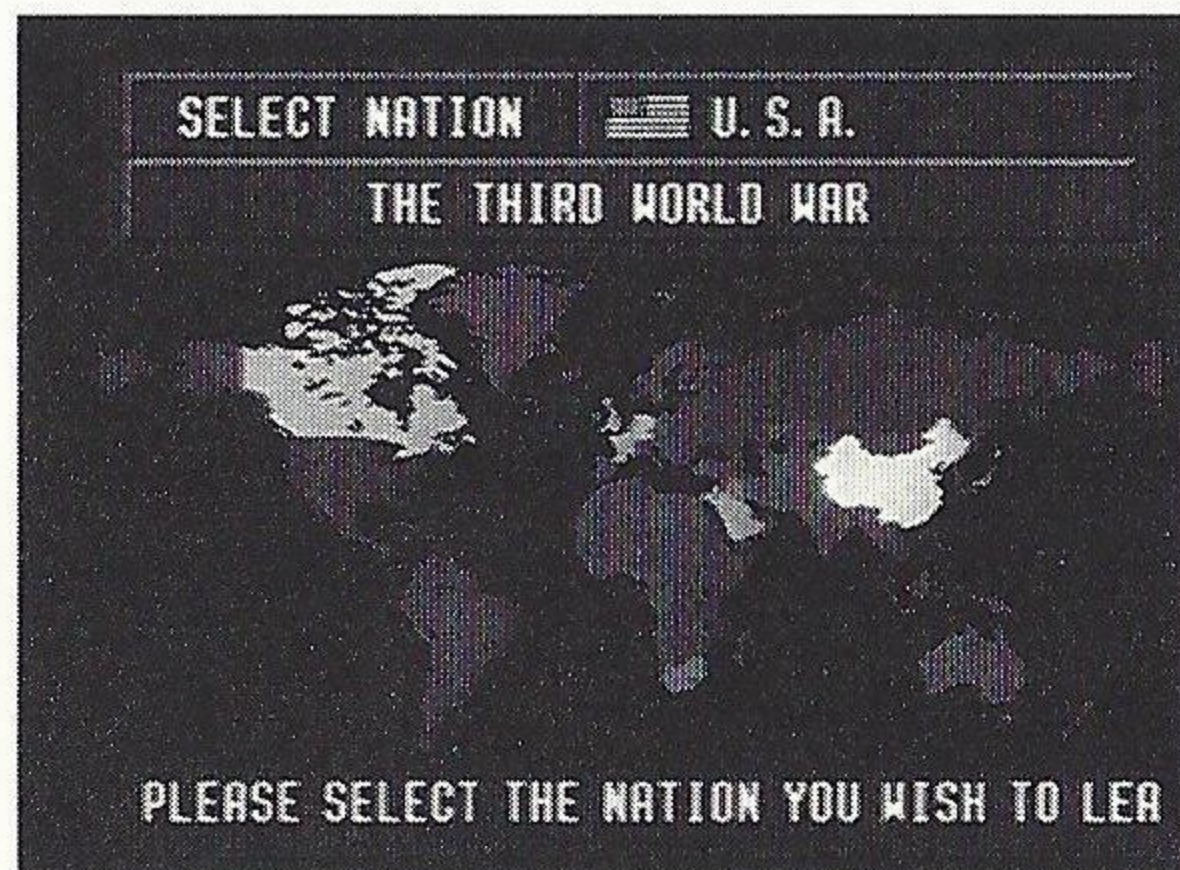 SELECT NATION U.S.A.
THE THIRD WORLD WAR
PLEASE SELECT THE NATION YOU WISH TO LEA